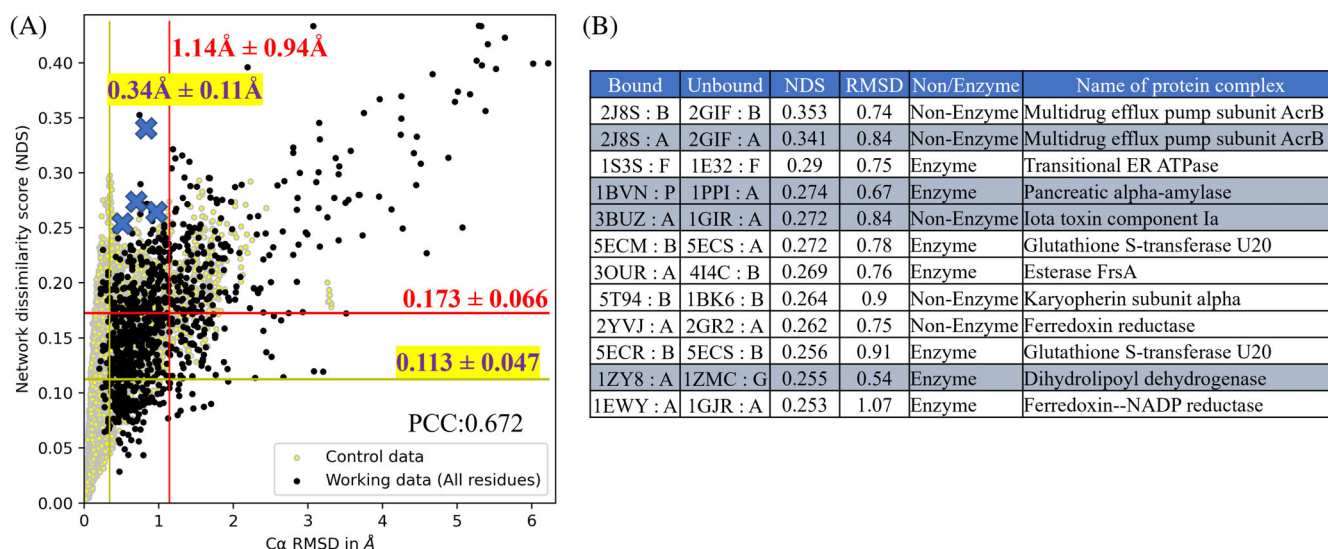 (A)
1.14Å ± 0.94Å
0.34Å ± 0.11Å
0.173 ± 0.066
0.113 ± 0.047
PCC:0.672
Control data
Working data (All residues)
Network dissimilarity score (NDS)
0.40
0.35
0.30
0.25
0.20
0.15
0.10
0.05
0.00
0 1 2 3 4 5 6
Cα RMSD in Å
(B)
Bound Unbound NDS RMSD Non/Enzyme Name of protein complex
2J8S : B 2GIF : B 0.353 0.74 Non-Enzyme Multidrug efflux pump subunit AcrB
2J8S : A 2GIF : A 0.341 0.84 Non-Enzyme Multidrug efflux pump subunit AcrB
1S3S : F 1E32 : F 0.29 0.75 Enzyme Transitional ER ATPase
1BVN : P 1PPI : A 0.274 0.67 Enzyme Pancreatic alpha-amylase
3BUZ : A 1GIR : A 0.272 0.84 Non-Enzyme Iota toxin component Ia
5ECM : B 5ECS : A 0.272 0.78 Enzyme Glutathione S-transferase U20
3OUR : A 4I4C : B 0.269 0.76 Enzyme Esterase FrsA
5T94 : B 1BK6 : B 0.264 0.9 Non-Enzyme Karyopherin subunit alpha
2YVJ : A 2GR2 : A 0.262 0.75 Non-Enzyme Ferredoxin reductase
5ECR : B 5ECS : B 0.256 0.91 Enzyme Glutathione S-transferase U20
1ZY8 : A 1ZMC : G 0.255 0.54 Enzyme Dihydrolipoyl dehydrogenase
1EWY : A 1GJR : A 0.253 1.07 Enzyme Ferredoxin--NADP reductase